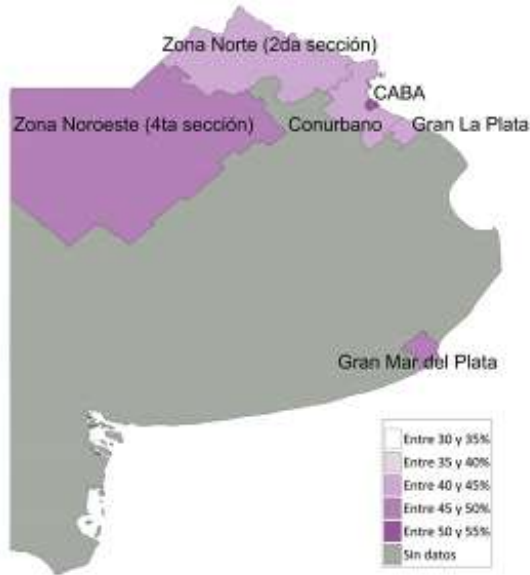 Zona Norte (2da sección)
CABA
Zona Noroeste (4ta sección)
Conurbano
Gran La Plata
Gran Mar del Plata
Entre 30 y 35%
Entre 35 y 40%
Entre 40 y 45%
Entre 45 y 50%
Entre 50 y 55%
Sin datos